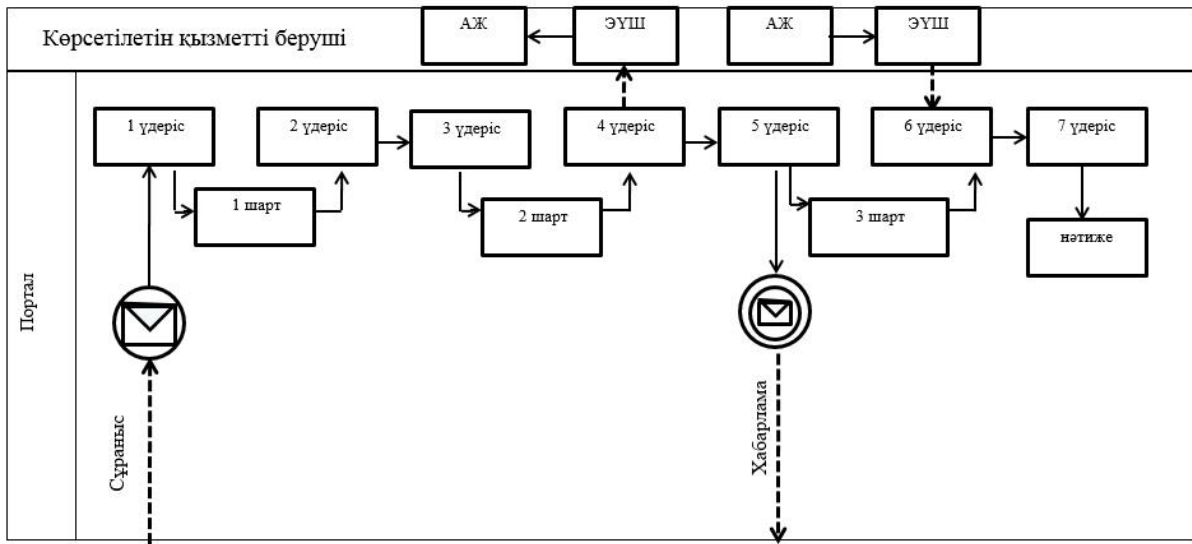 Көрсетілетін қызметті беруші
АЖ
ЭҮШ
АЖ
ЭҮШ
Портал
1 үдеріс
2 үдеріс
3 үдеріс
4 үдеріс
5 үдеріс
6 үдеріс
7 үдеріс
1 шарт
2 шарт
3 шарт
нәтиже
Сұраныс
Хабарлама